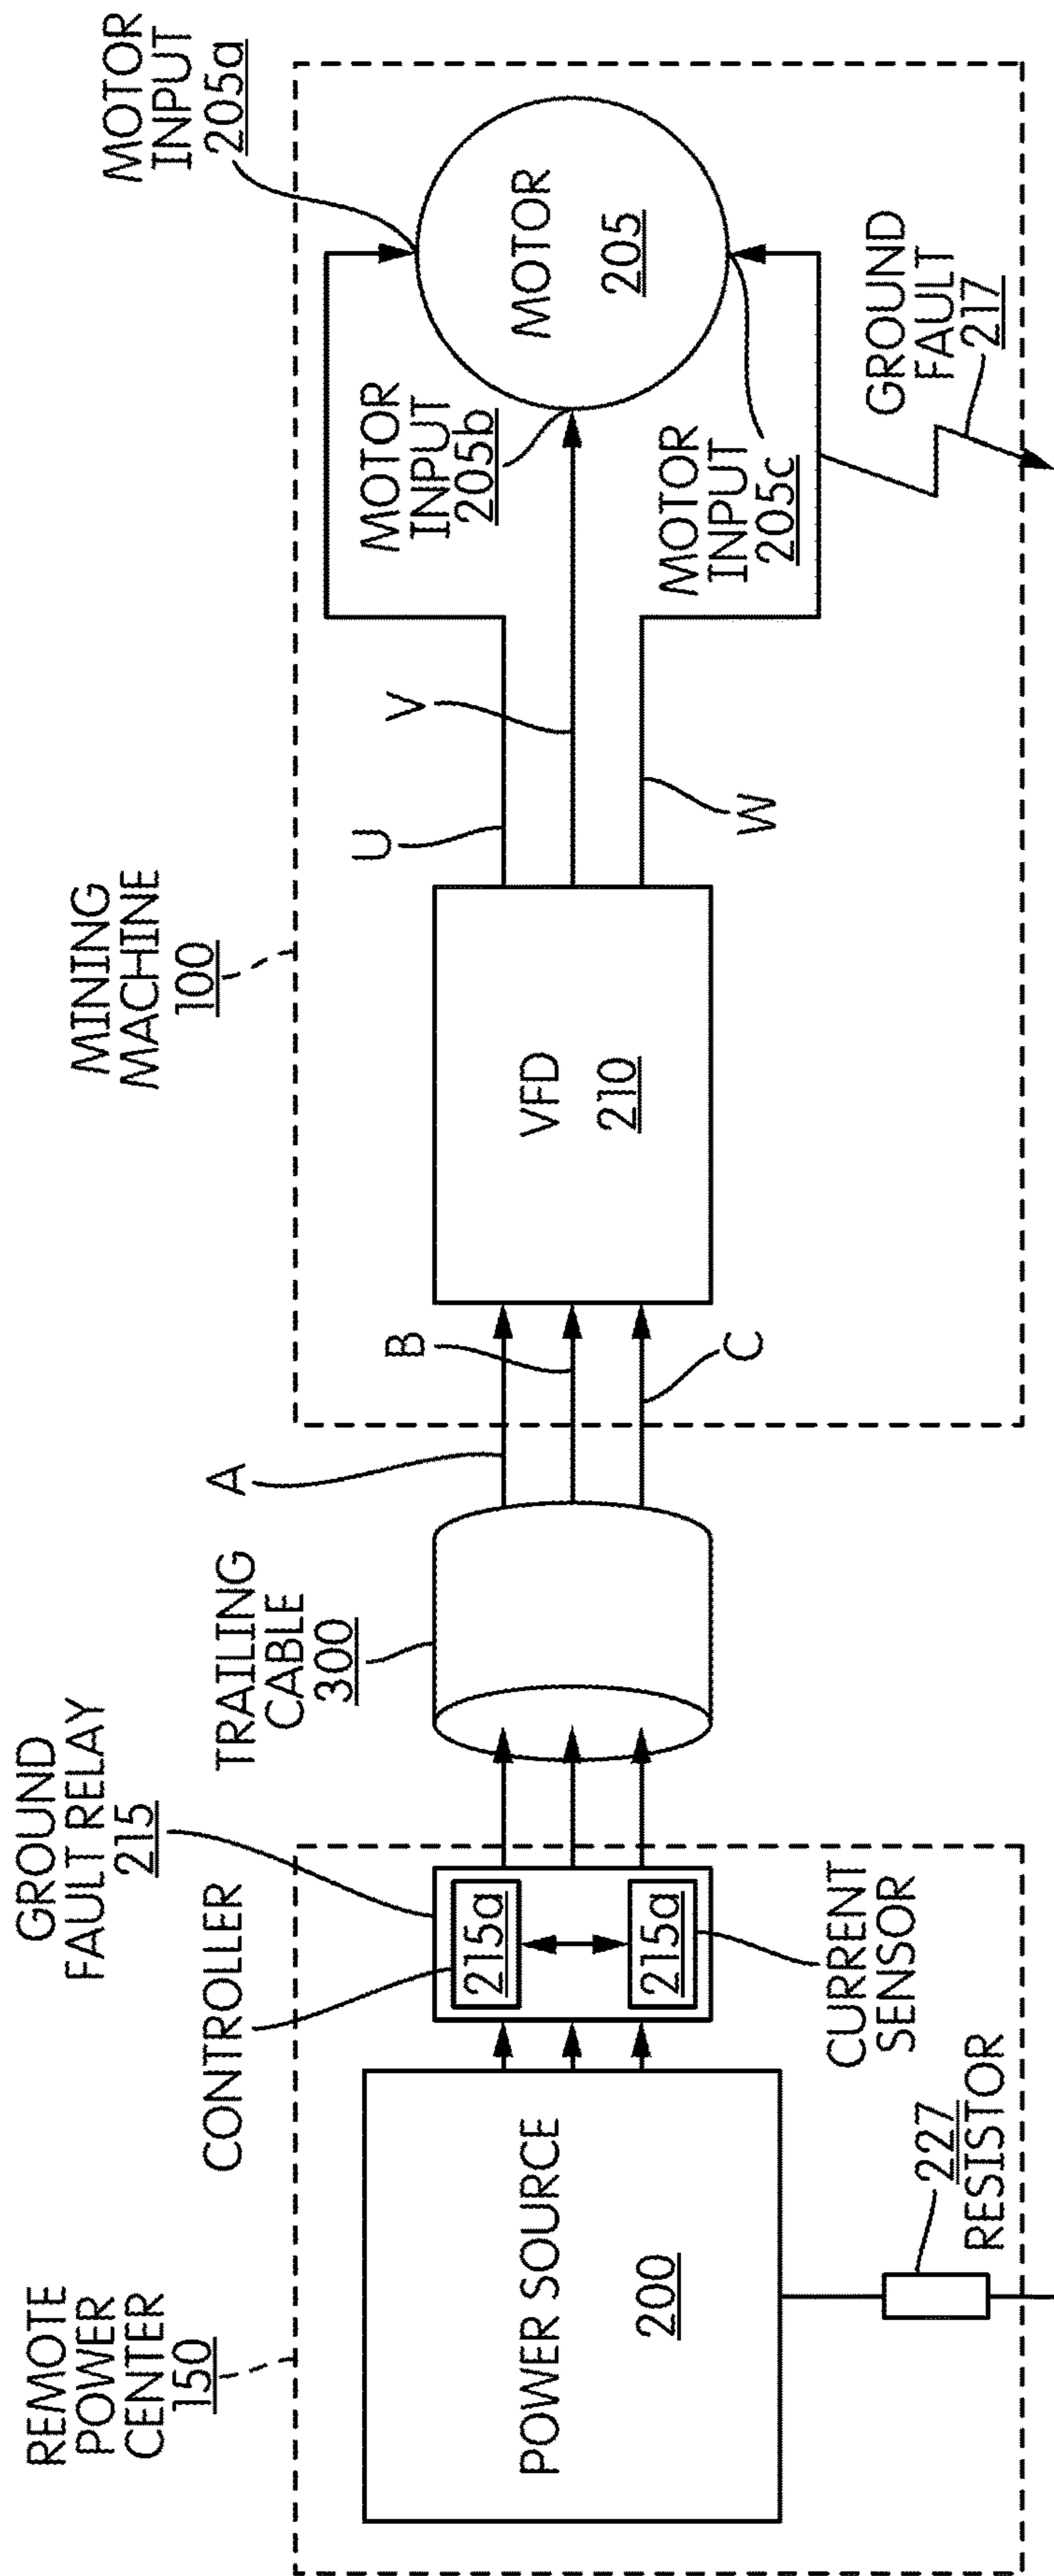 REMOTE
POWER
CENTER
150
POWER SOURCE
200
227
RESISTOR
GROUND
FAULT RELAY
215
CONTROLLER
215a
215a
CURRENT
SENSOR
TRAILING
CABLE
300
A
B
C
MINING
MACHINE
100
VFD
210
U
V
W
MOTOR
INPUT
205a
MOTOR
INPUT
205b
MOTOR
INPUT
205c
MOTOR
205
GROUND
FAULT
217